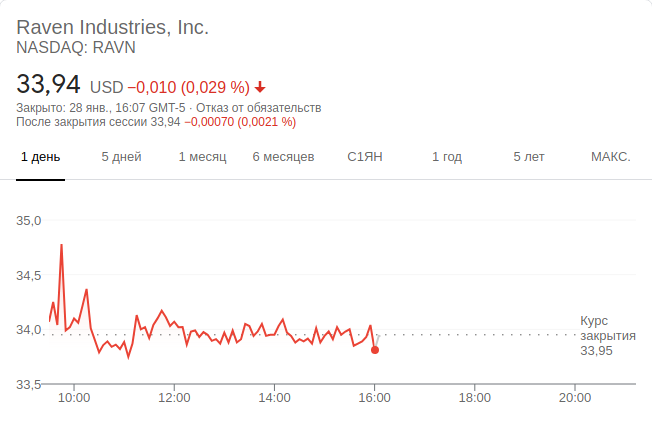 Raven Industries, Inc.
NASDAQ: RAVN
33,94 USD −0,010 (0,029 %)
Закрыто: 28 янв., 16:07 GMT-5 · Отказ от обязательств
После закрытия сессии 33,94 −0,00070 (0,0021 %)
1 день 5 дней 1 месяц 6 месяцев С1ЯН 1 год 5 лет МАКС.
35,0
34,5
34,0
33,5
Курс
закрытия
33,95
10:00 12:00 14:00 16:00 18:00 20:00